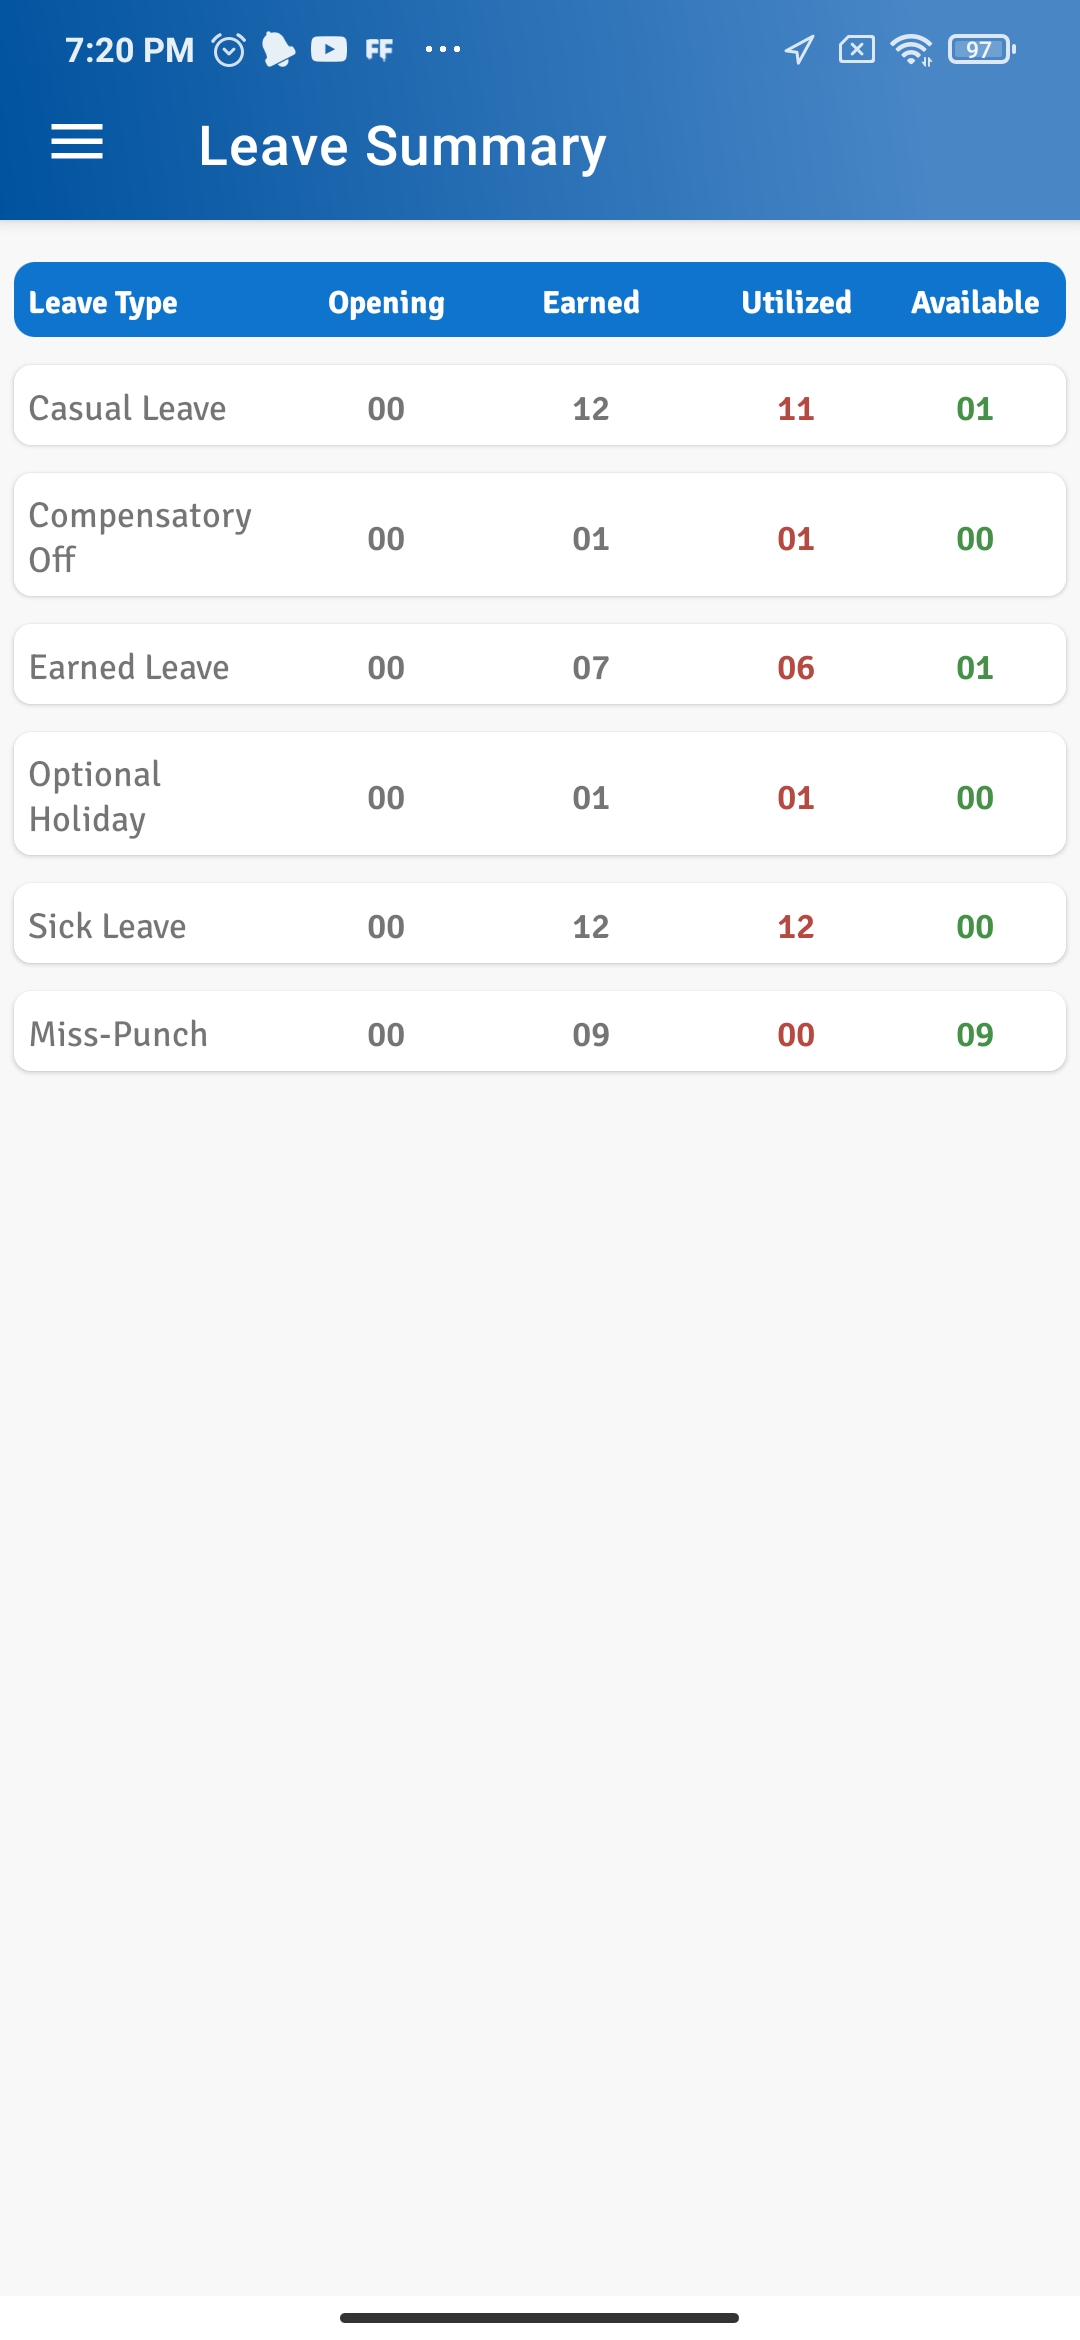 7:20 PM FF ... 97
Leave Summary
Leave Type Opening Earned Utilized Available
Casual Leave 00 12 11 01
Compensatory
Off 00 01 01 00
Earned Leave 00 07 06 01
Optional
Holiday 00 01 01 00
Sick Leave 00 12 12 00
Miss-Punch 00 09 00 09